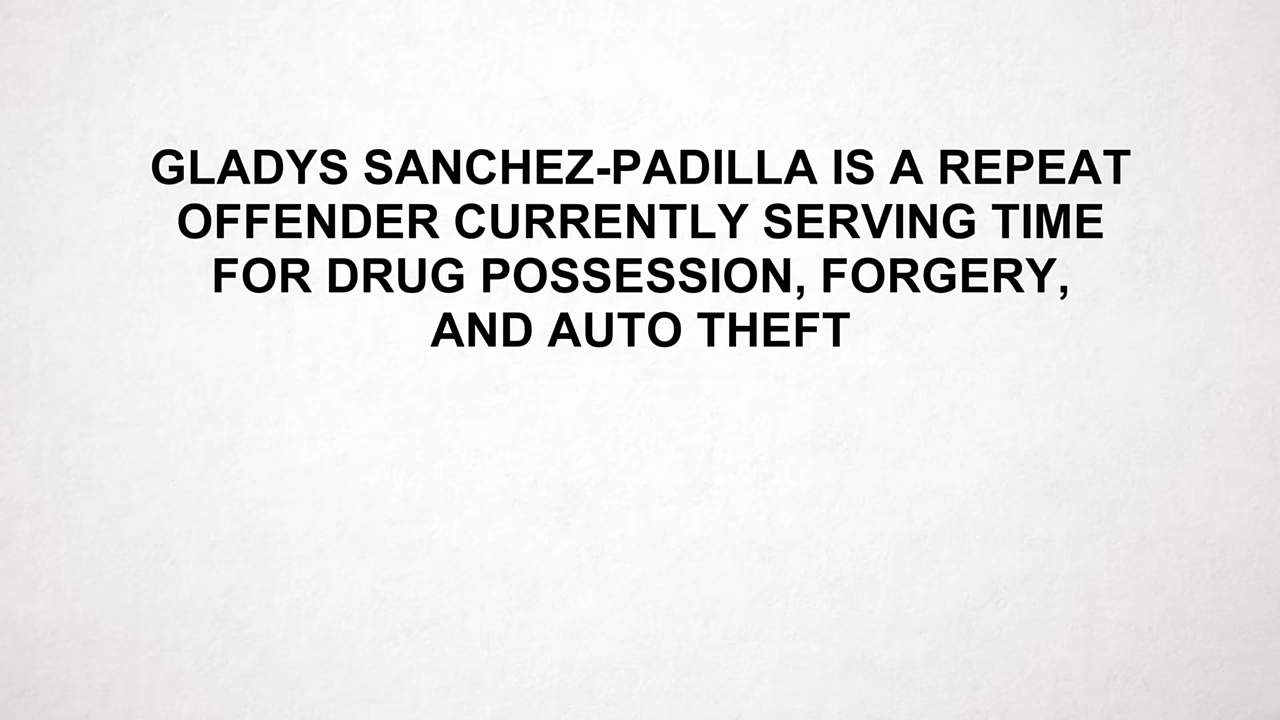 GLADYS SANCHEZ-PADILLA IS A REPEAT
OFFENDER CURRENTLY SERVING TIME
FOR DRUG POSSESSION, FORGERY,
AND AUTO THEFT